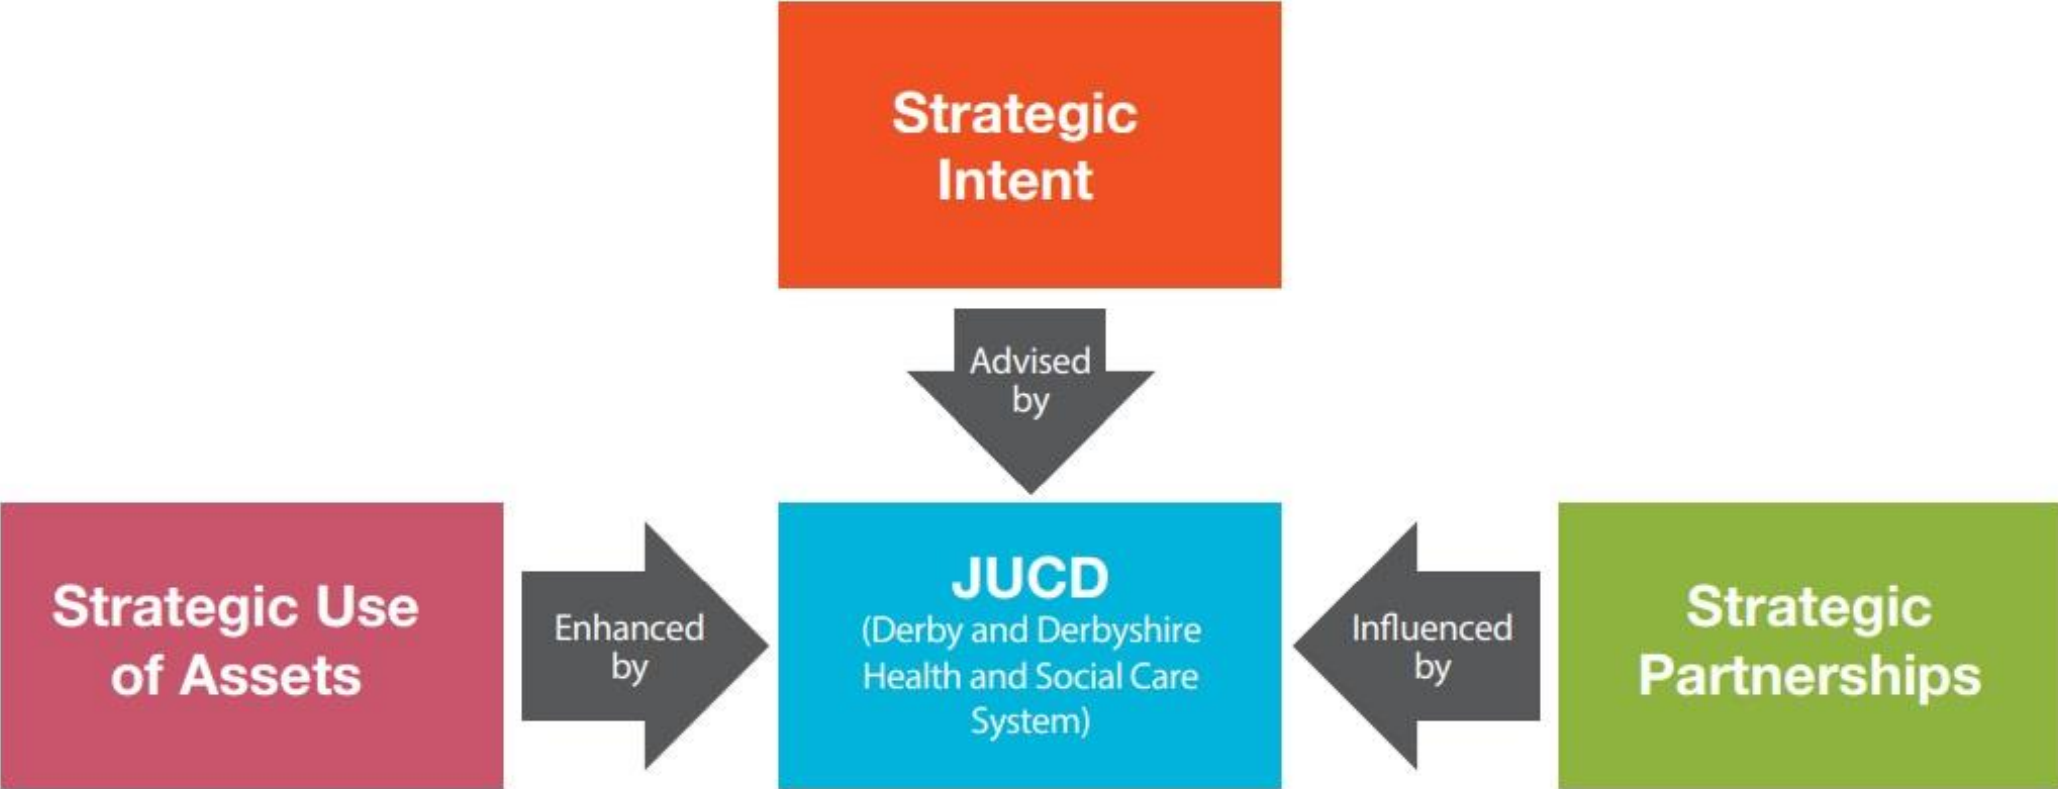 Strategic
Intent
Advised
by
Strategic Use
of Assets
Enhanced
by
JUCD
(Derby and Derbyshire
Health and Social Care
System)
Influenced
by
Strategic
Partnerships